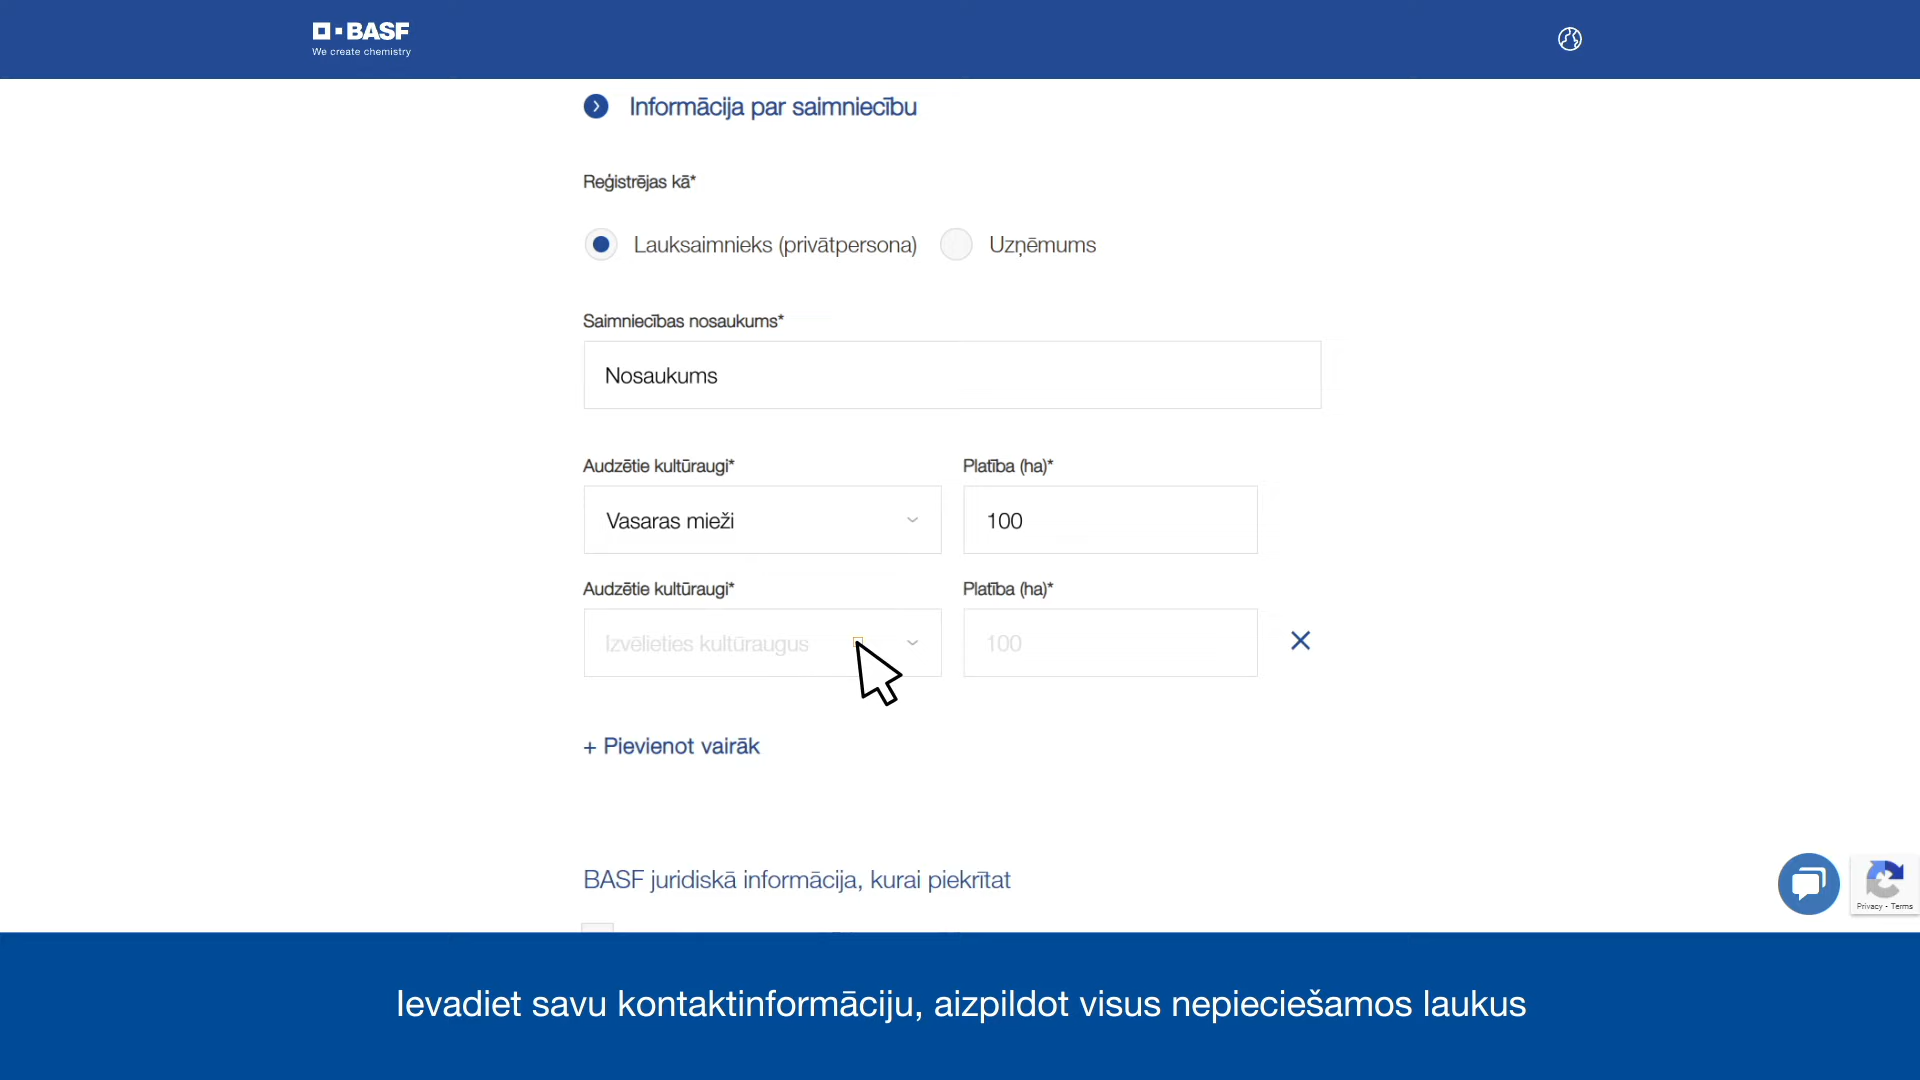 BASF
We create chemistry
Informācija par saimniecību
Reģistrējas kā*
Lauksaimnieks (privātpersona) Uzņēmums
Saimniecības nosaukums*
Nosaukums
Audzētie kultūraugi* Platība (ha)*
Vasaras mieži 100
Audzētie kultūraugi* Platība (ha)*
Izvēlieties kultūraugus 100
+ Pievienot vairāk
BASF juridiskā informācija, kurai piekrītat
Privacy - Terms
Ievadiet savu kontaktinformāciju, aizpildot visus nepieciešamos laukus